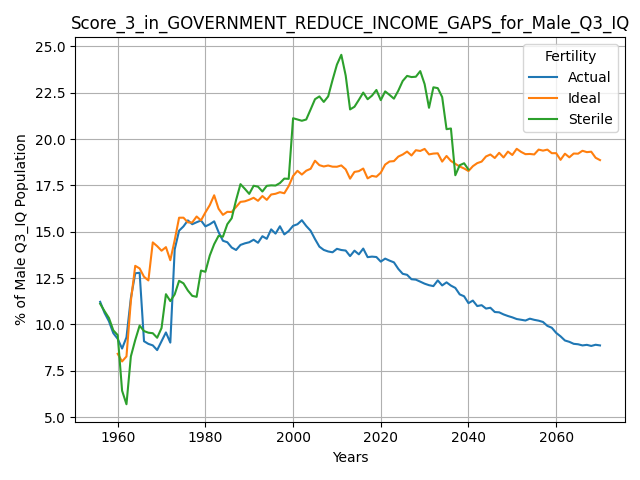 Score_3_in_GOVERNMENT_REDUCE_INCOME_GAPS_for_Male_Q3_IQ
Fertility
Actual
Ideal
Sterile
% of Male Q3_IQ Population
25.0
22.5
20.0
17.5
15.0
12.5
10.0
7.5
5.0
1960
1980
2000
2020
2040
2060
Years